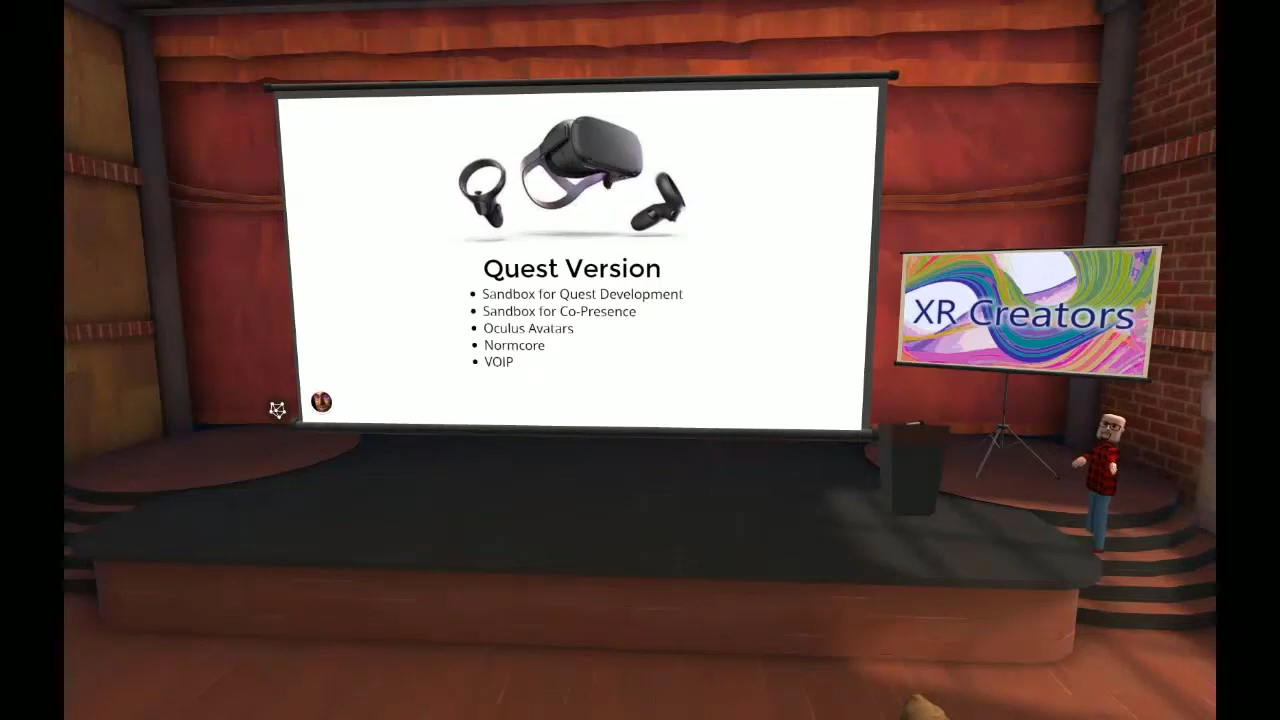 Quest Version
• Sandbox for Quest Development
• Sandbox for Co-Presence
• Oculus Avatars
• Normcore
• VOIP
XR Creators